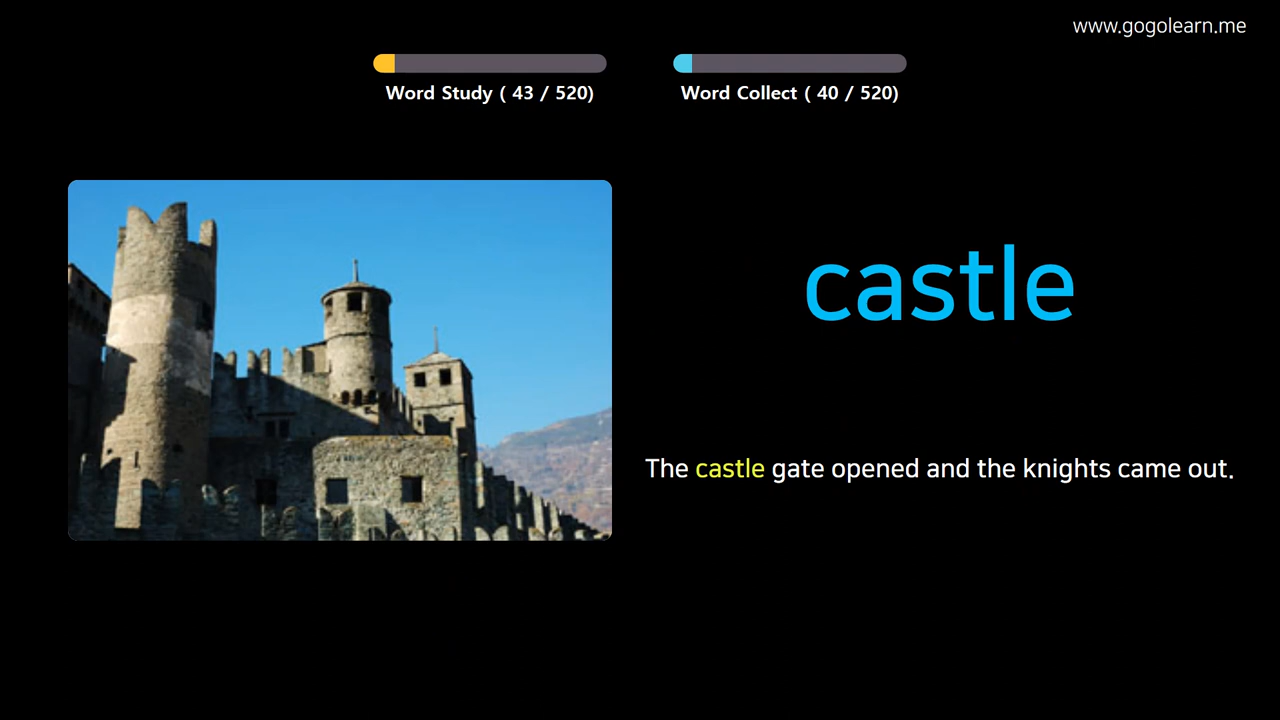 www.gogolearn.me
Word Study ( 43 / 520)
Word Collect ( 40 / 520)
castle
The castle gate opened and the knights came out.